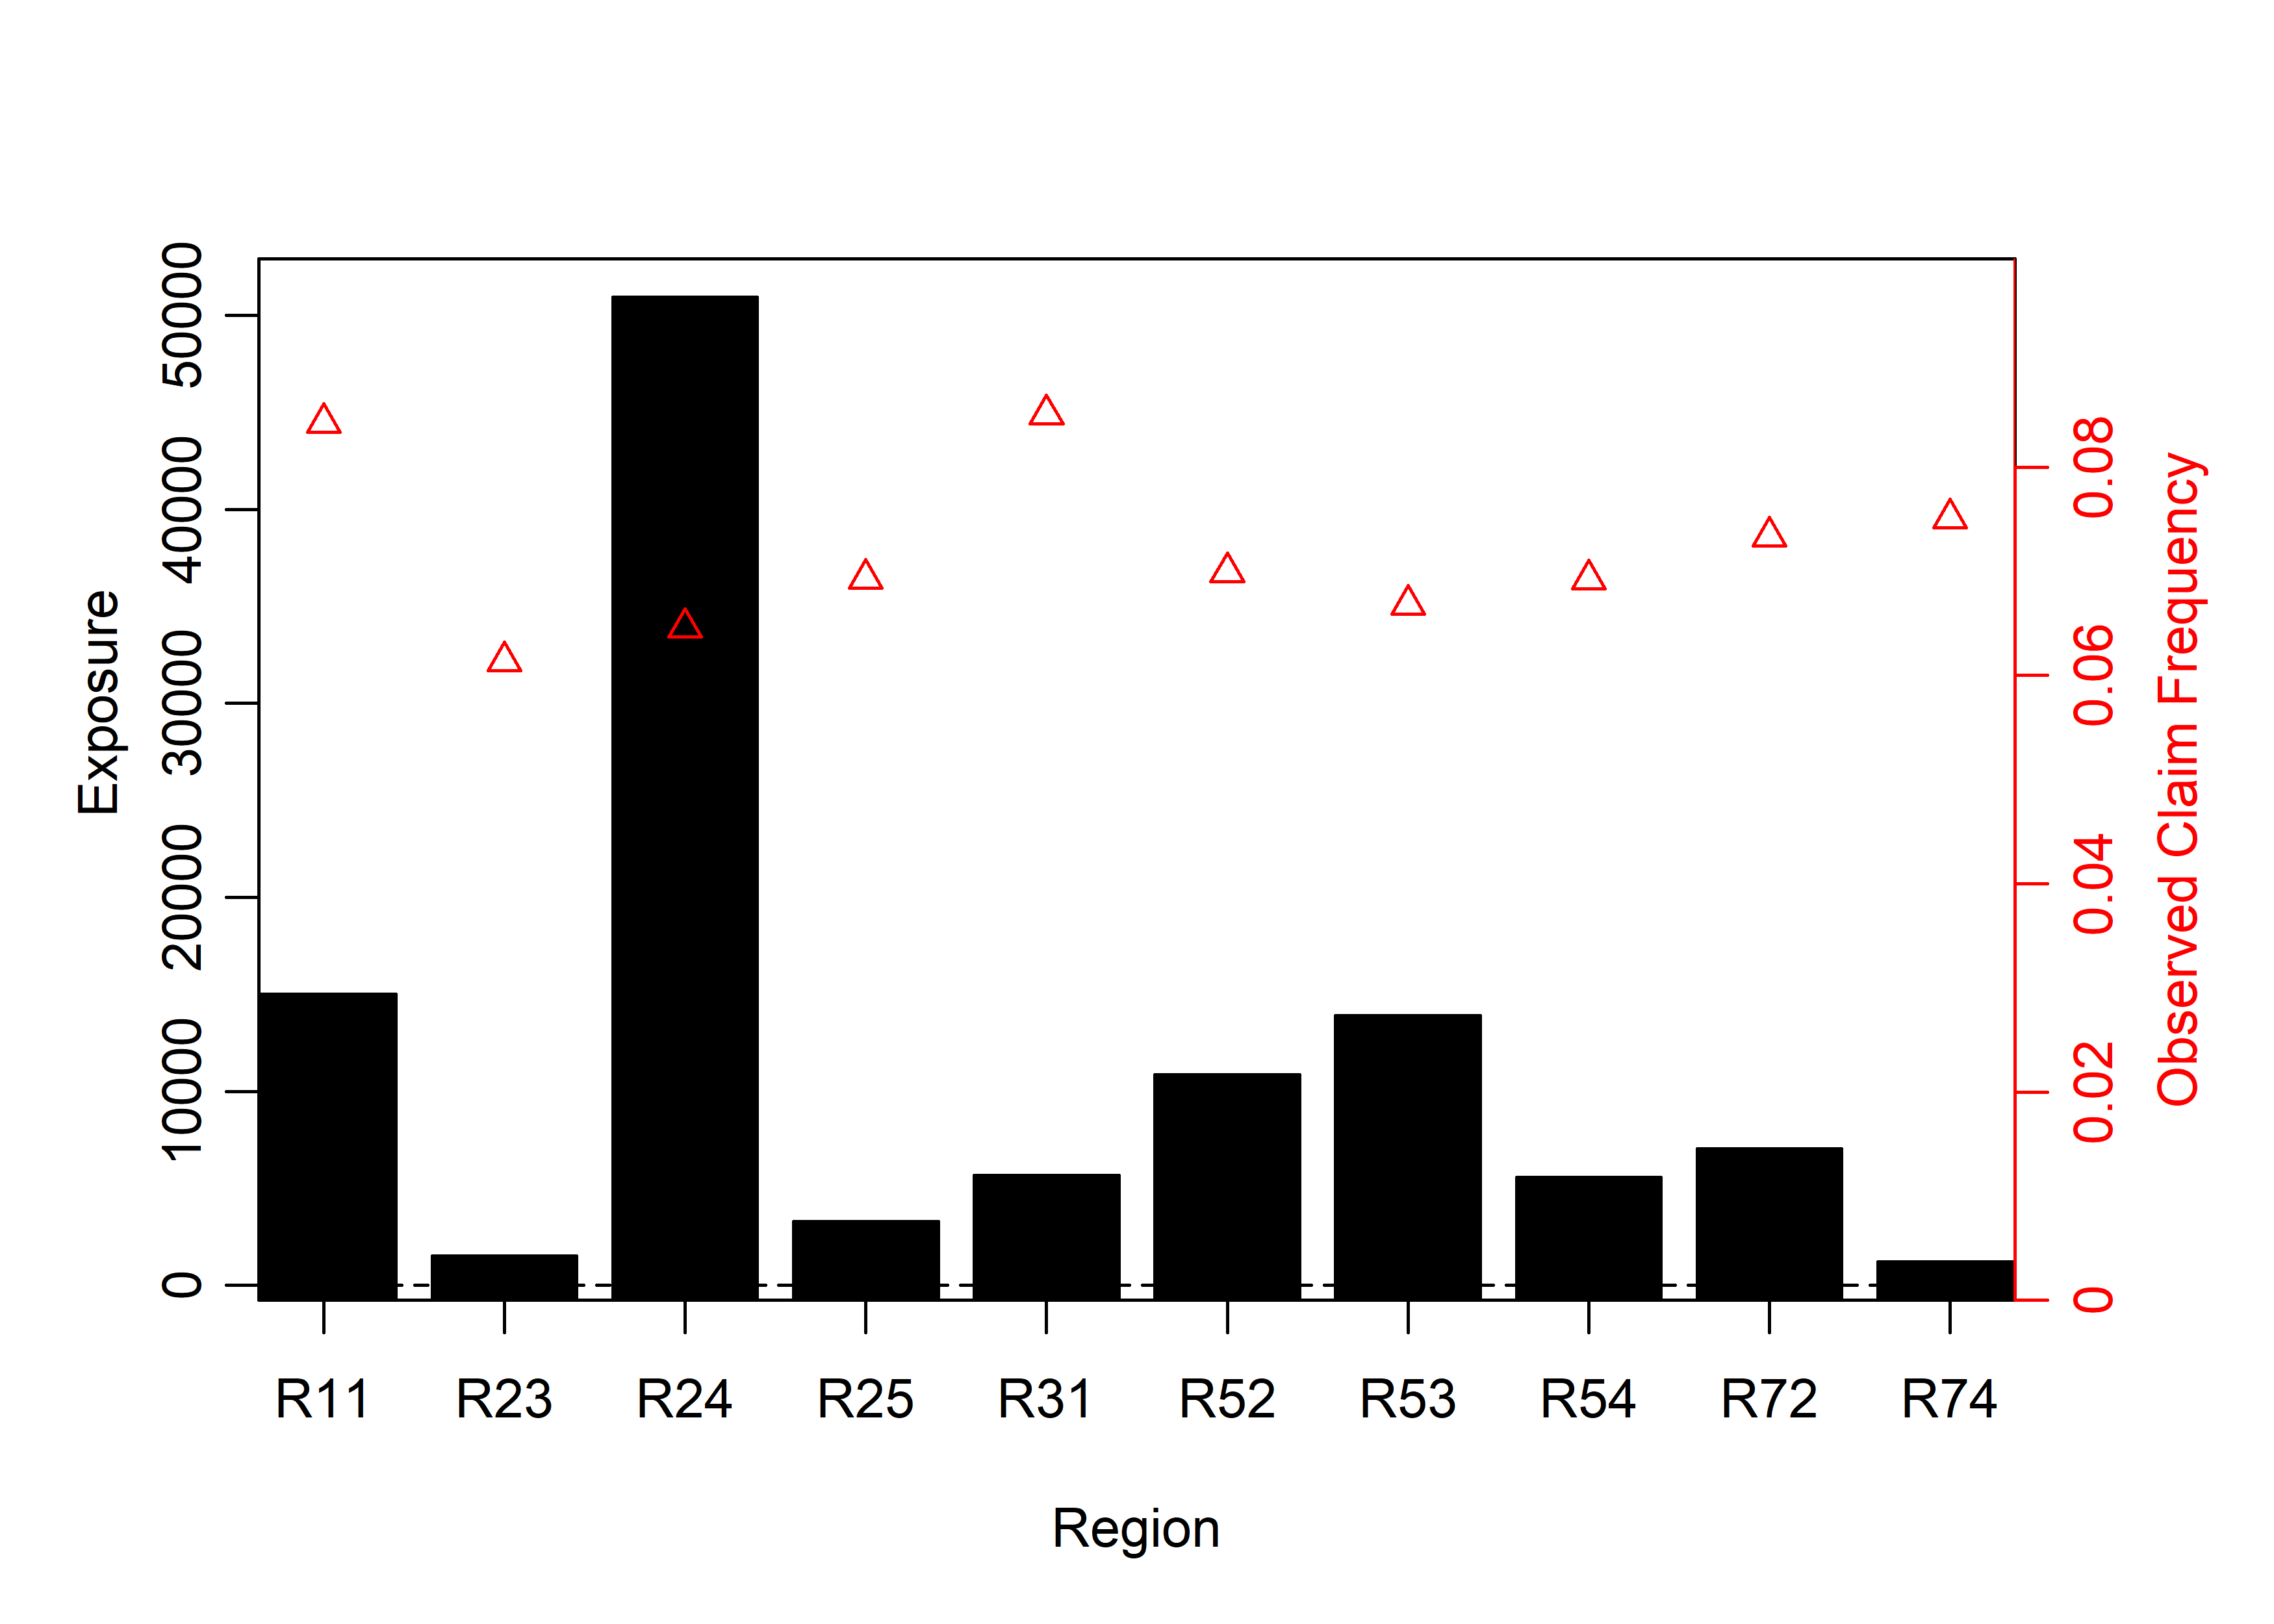 Exposure
50000
40000
30000
20000
10000
0
0.08
0.06
0.04
0.02
0
Observed Claim Frequency
R11 R23 R24 R25 R31 R52 R53 R54 R72 R74
Region